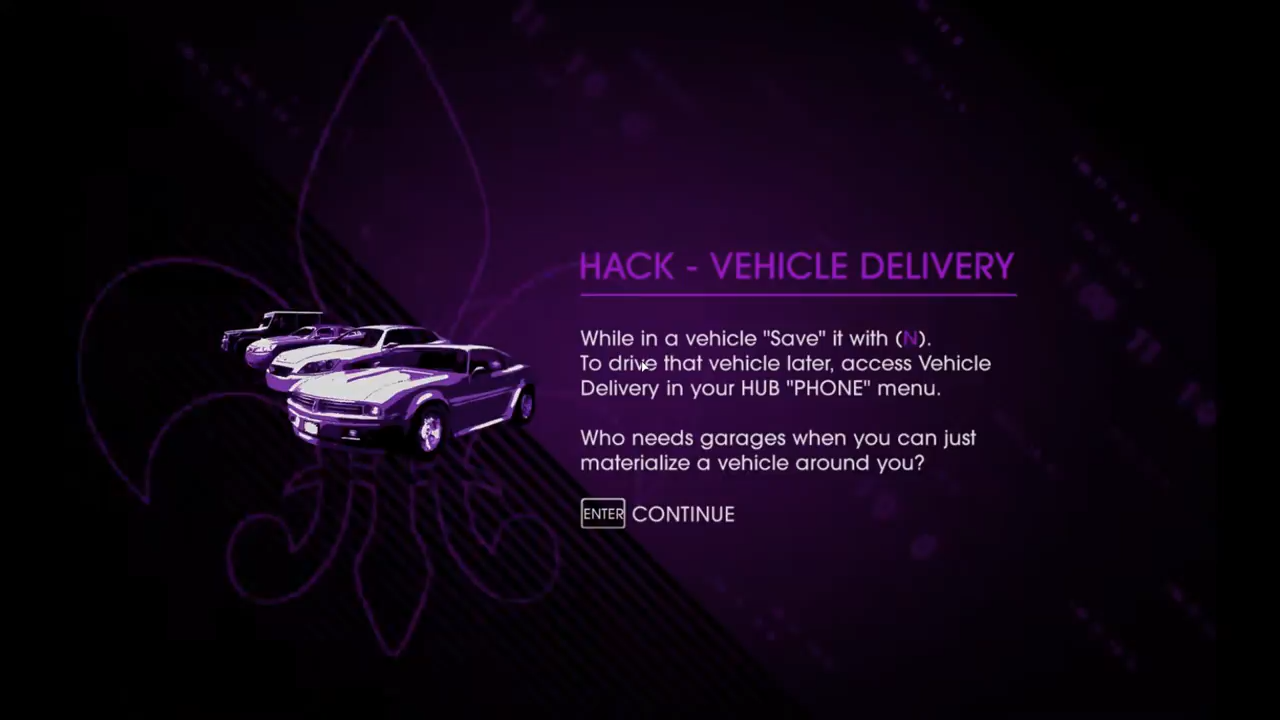 HACK - VEHICLE DELIVERY
While in a vehicle "Save" it with (N).
To drive that vehicle later, access Vehicle
Delivery in your HUB "PHONE" menu.
Who needs garages when you can just
materialize a vehicle around you?
ENTER CONTINUE